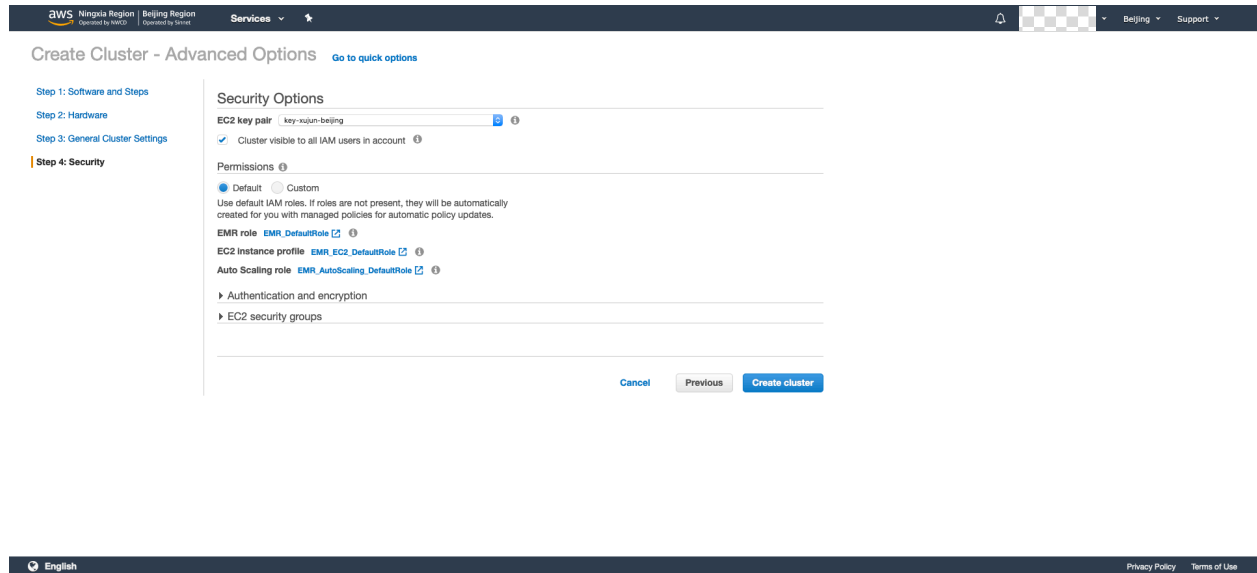 aws Ningxia Region | Beijing Region
Operated by NWCD | Operated by Sinnet
Services
Beijing
Support
Create Cluster - Advanced Options Go to quick options
Step 1: Software and Steps
Step 2: Hardware
Step 3: General Cluster Settings
Step 4: Security
Security Options
EC2 key pair key-xujun-beijing
Cluster visible to all IAM users in account
Permissions
Default Custom
Use default IAM roles. If roles are not present, they will be automatically
created for you with managed policies for automatic policy updates.
EMR role EMR_DefaultRole
EC2 instance profile EMR_EC2_DefaultRole
Auto Scaling role EMR_AutoScaling_DefaultRole
Authentication and encryption
EC2 security groups
Cancel Previous Create cluster
English
Privacy Policy Terms of Use